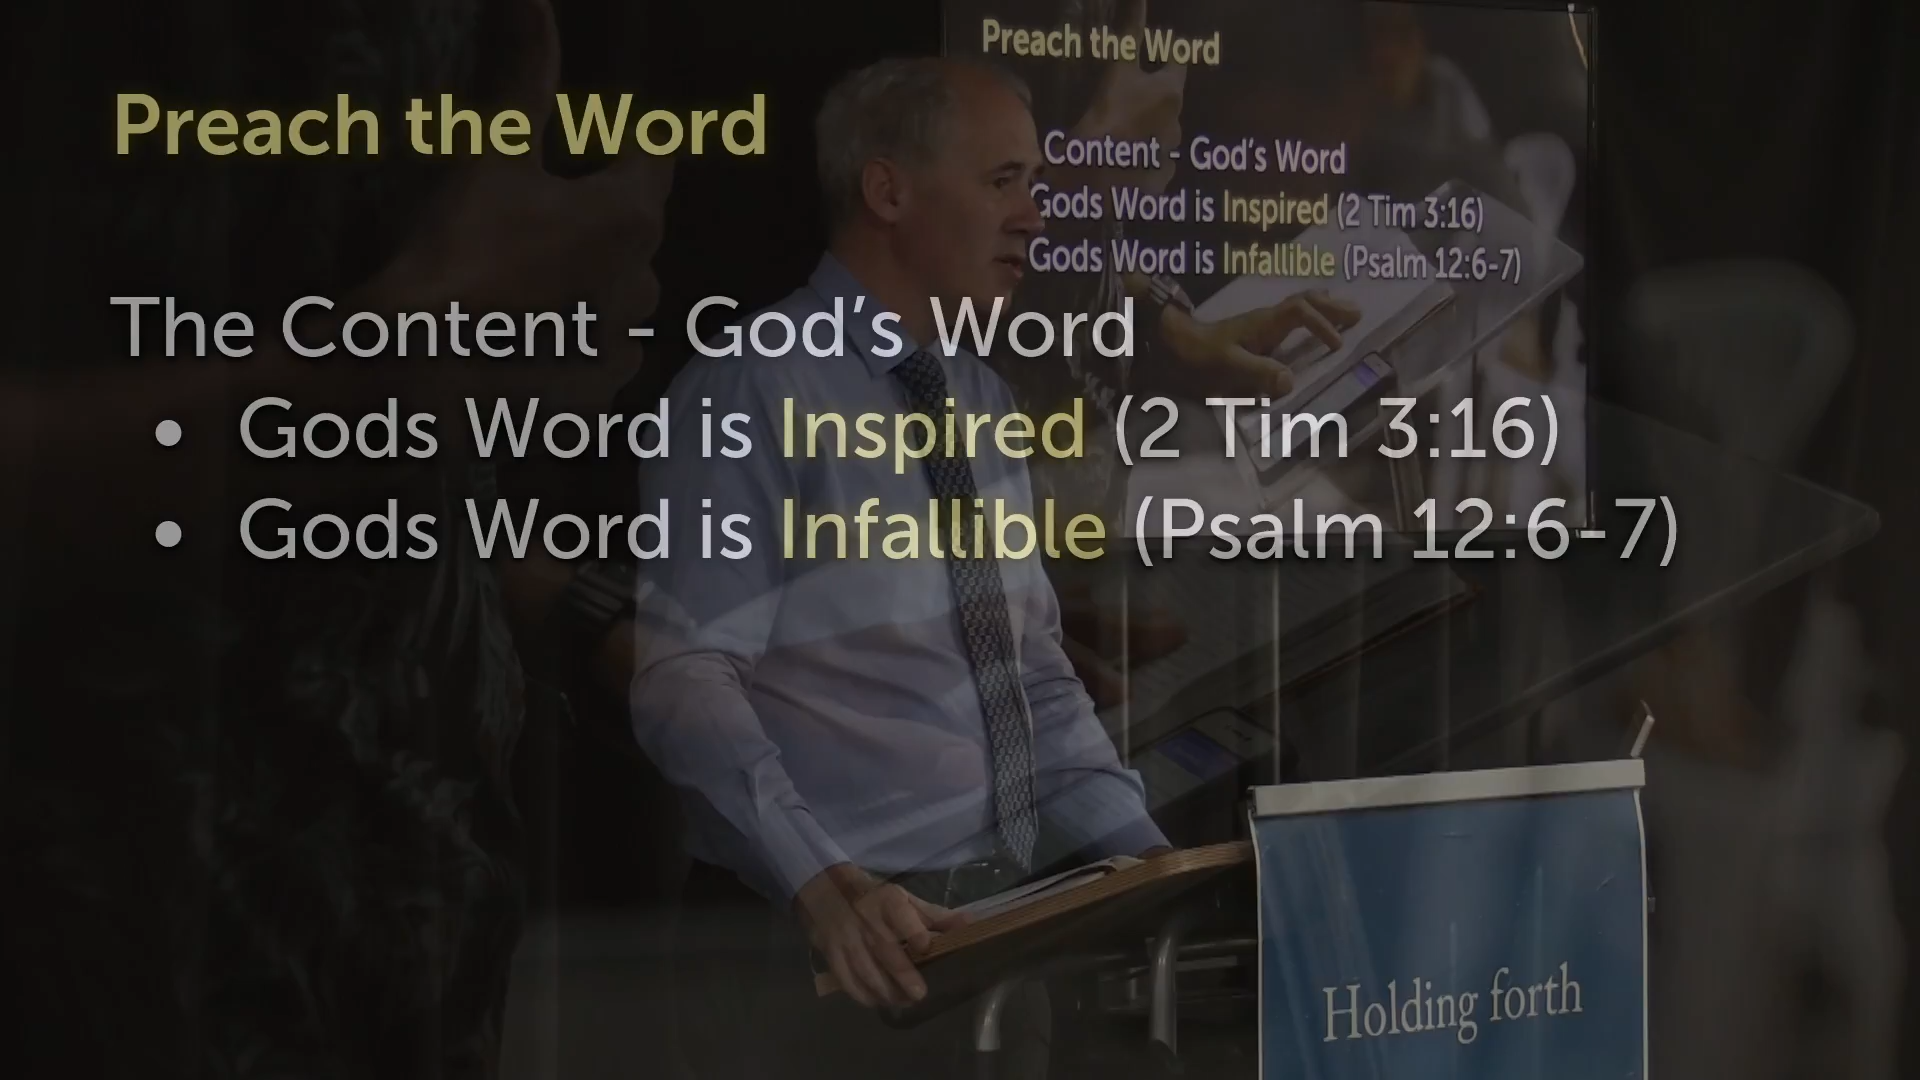 Preach the Word
The Content - God's Word
• Gods Word is Inspired (2 Tim 3:16)
• Gods Word is Infallible (Psalm 12:6-7)
Preach the Word
Content - God's Word
Gods Word is Inspired (2 Tim 3:16)
Gods Word is Infallible (Psalm 12:6-7)
Holding forth